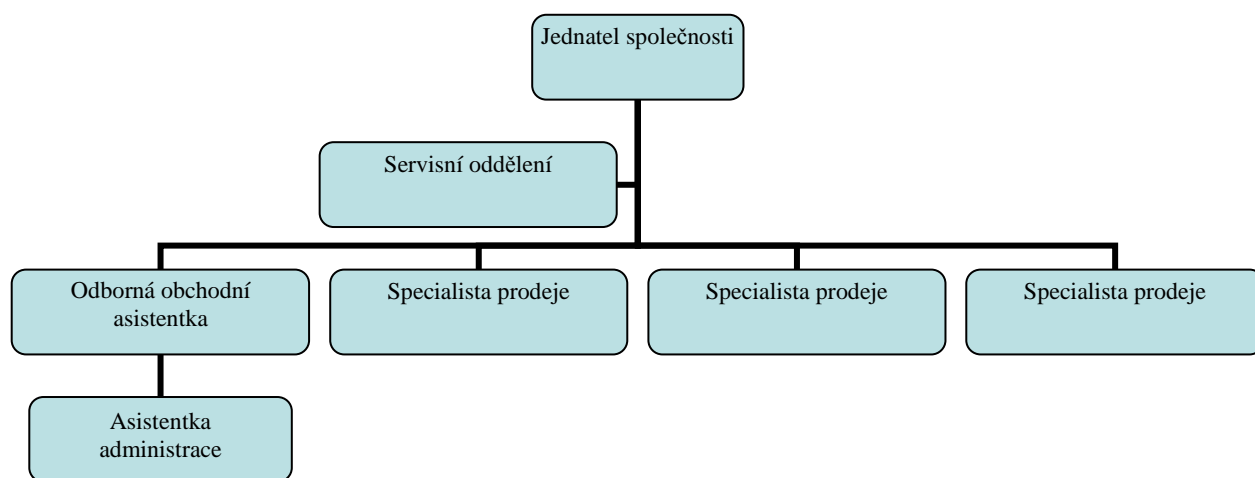 Jednatel společnosti
Servisní oddělení
Odborná obchodní
asistentka
Specialista prodeje
Specialista prodeje
Specialista prodeje
Asistentka
administrace